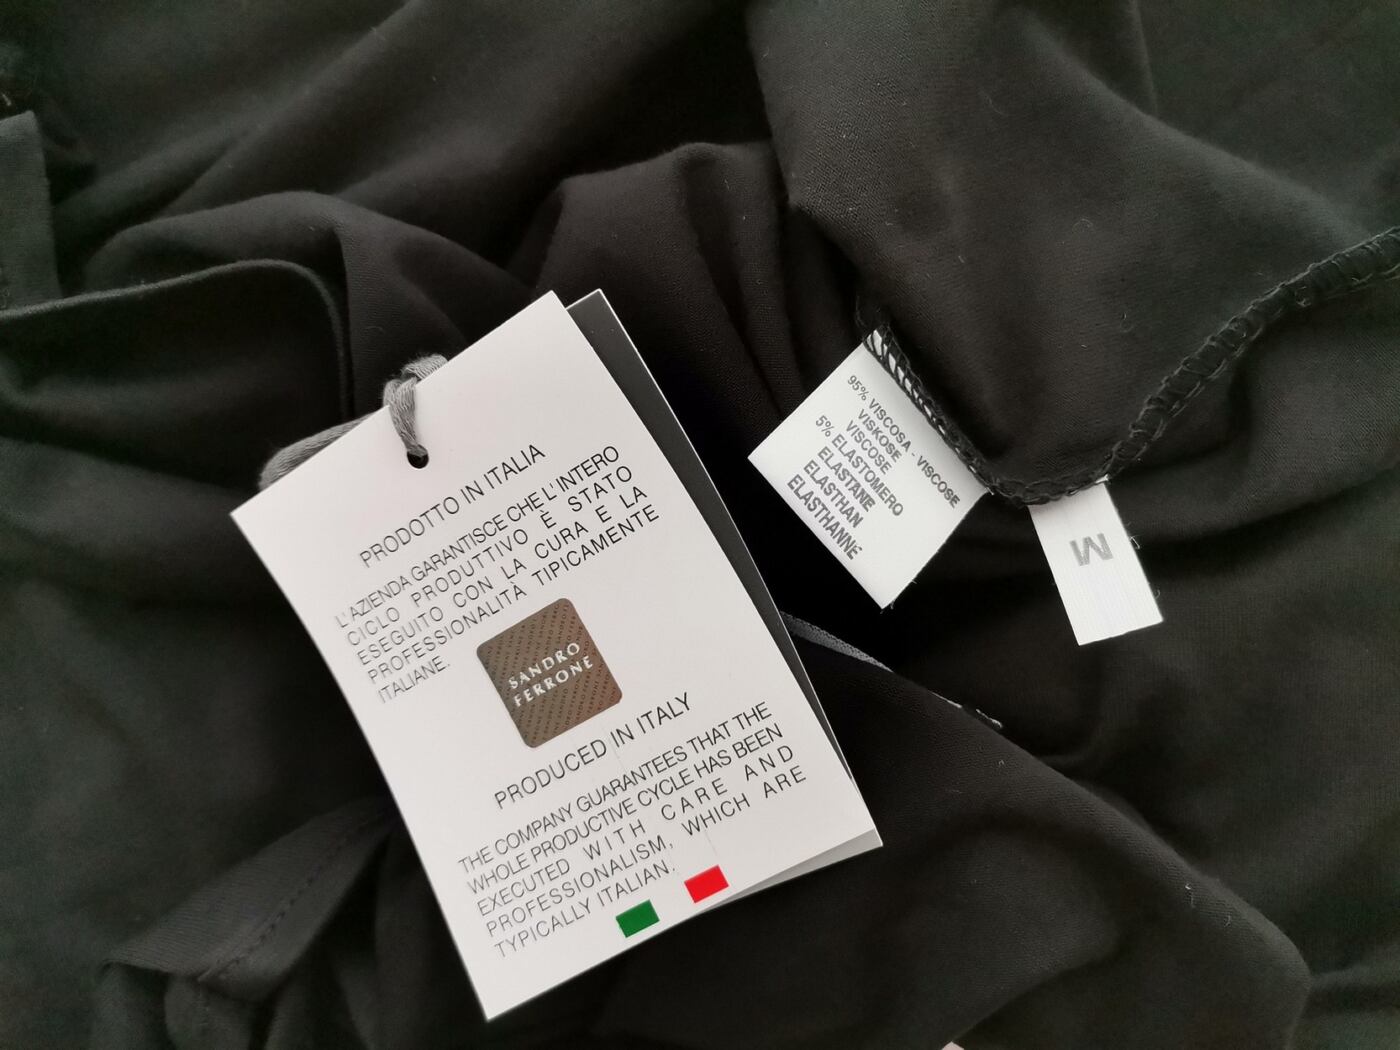 PRODOTTO IN ITALIA
L'AZIENDA GARANTISCE CHE L'INTERO
CICLO PRODUTTIVO È STATO
ESEGUITO CON LA CURA E LA
PROFESSIONALITÀ TIPICAMENTE
ITALIANE.
SANDRO
FERRONE
PRODUCED IN ITALY
THE COMPANY GUARANTEES THAT THE
WHOLE PRODUCTIVE CYCLE HAS BEEN
EXECUTED WITH CARE AND
PROFESSIONALISM, WHICH ARE
TYPICALLY ITALIAN.
95% VISCOSA - VISCOSE
VISKOSE
VISCOSE
5% ELASTOMERO
ELASTANE
ELASTHAN
ELASTHANNE
M